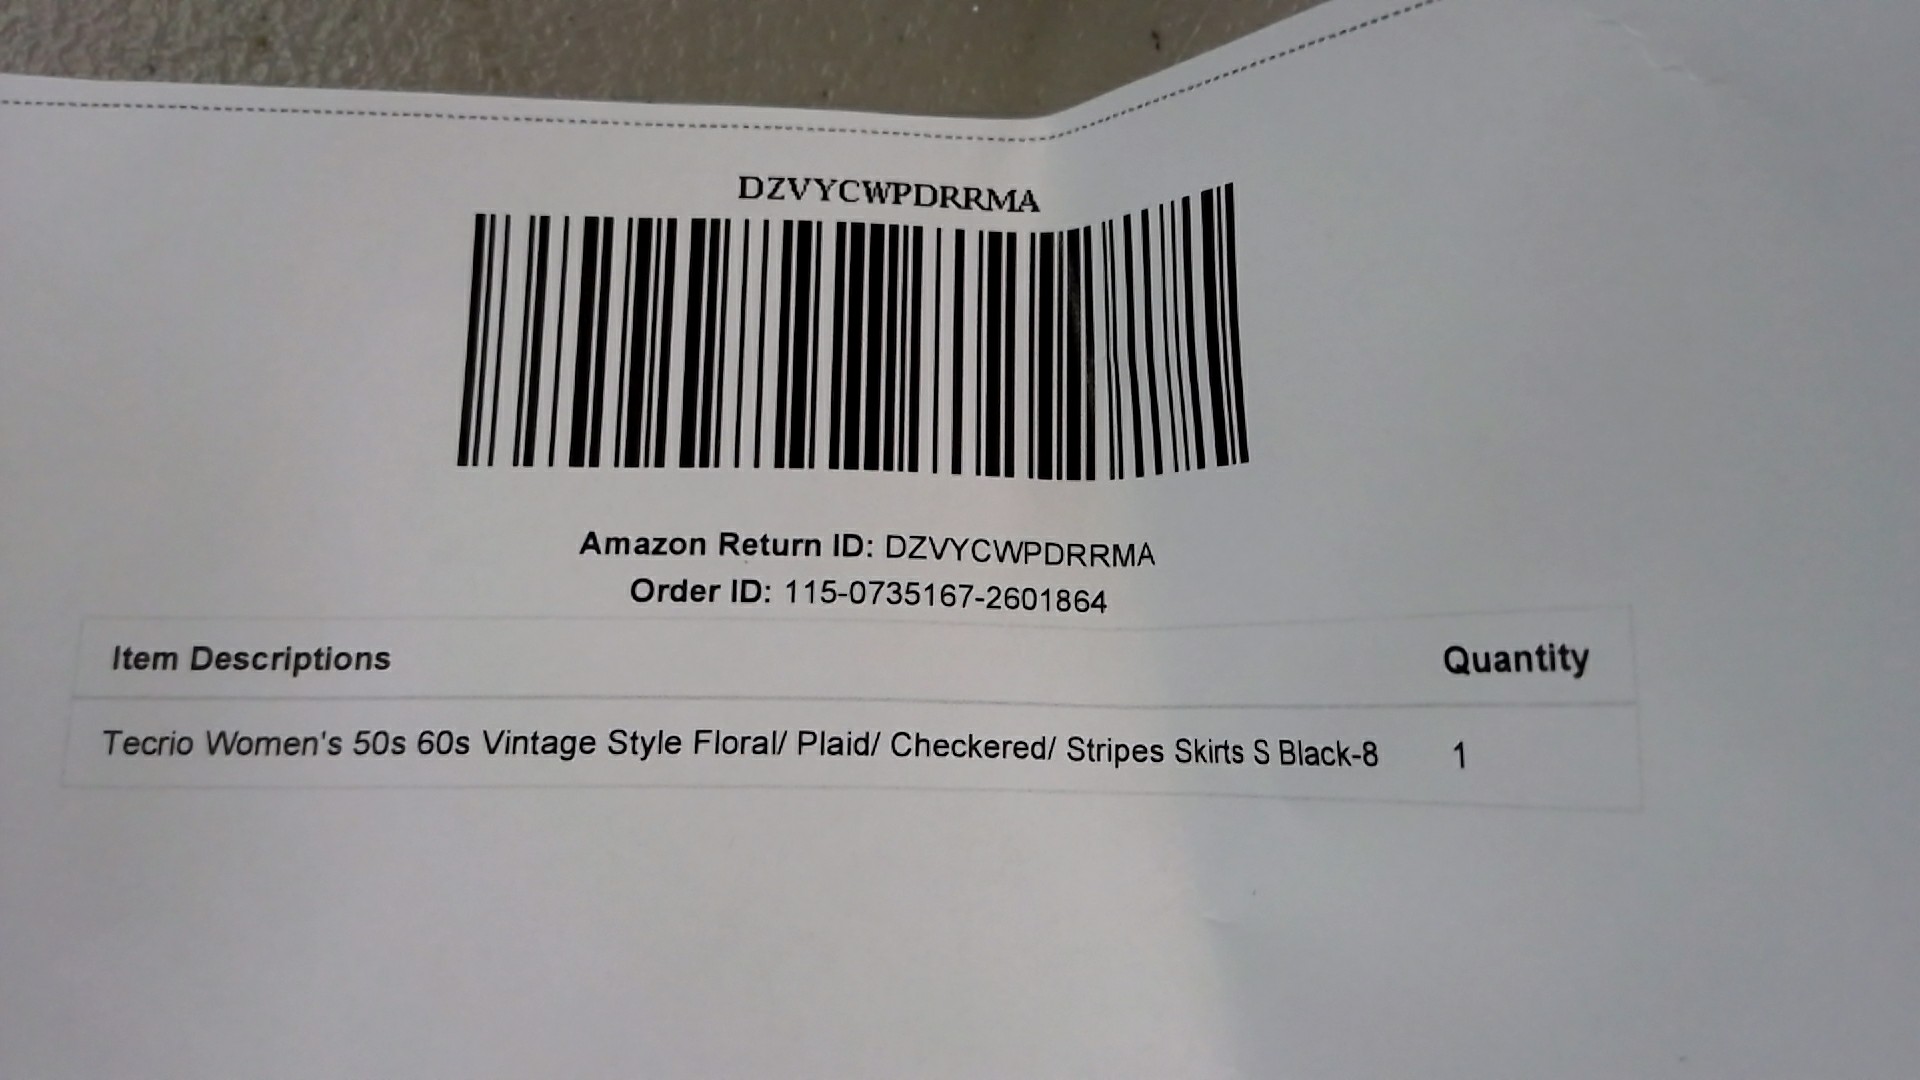 DZVYCWPDRRMA
Amazon Return ID: DZVYCWPDRRMA
Order ID: 115-0735167-2601864
Item Descriptions Quantity
Tecrio Women's 50s 60s Vintage Style Floral/ Plaid/ Checkered/ Stripes Skirts S Black-8 1